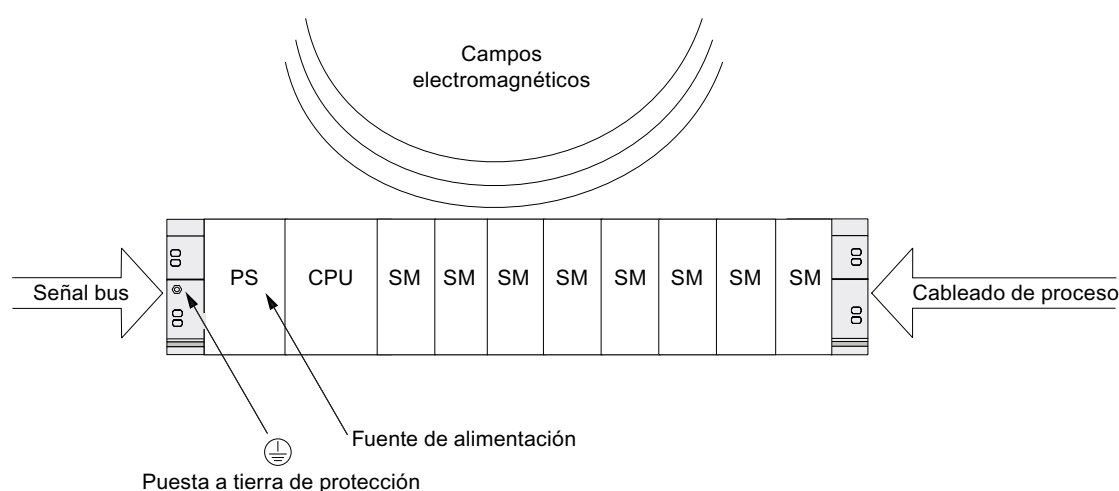 Campos
electromagnéticos
PS CPU SM SM SM SM SM SM SM SM
Señal bus
Cableado de proceso
Fuente de alimentación
Puesta a tierra de protección